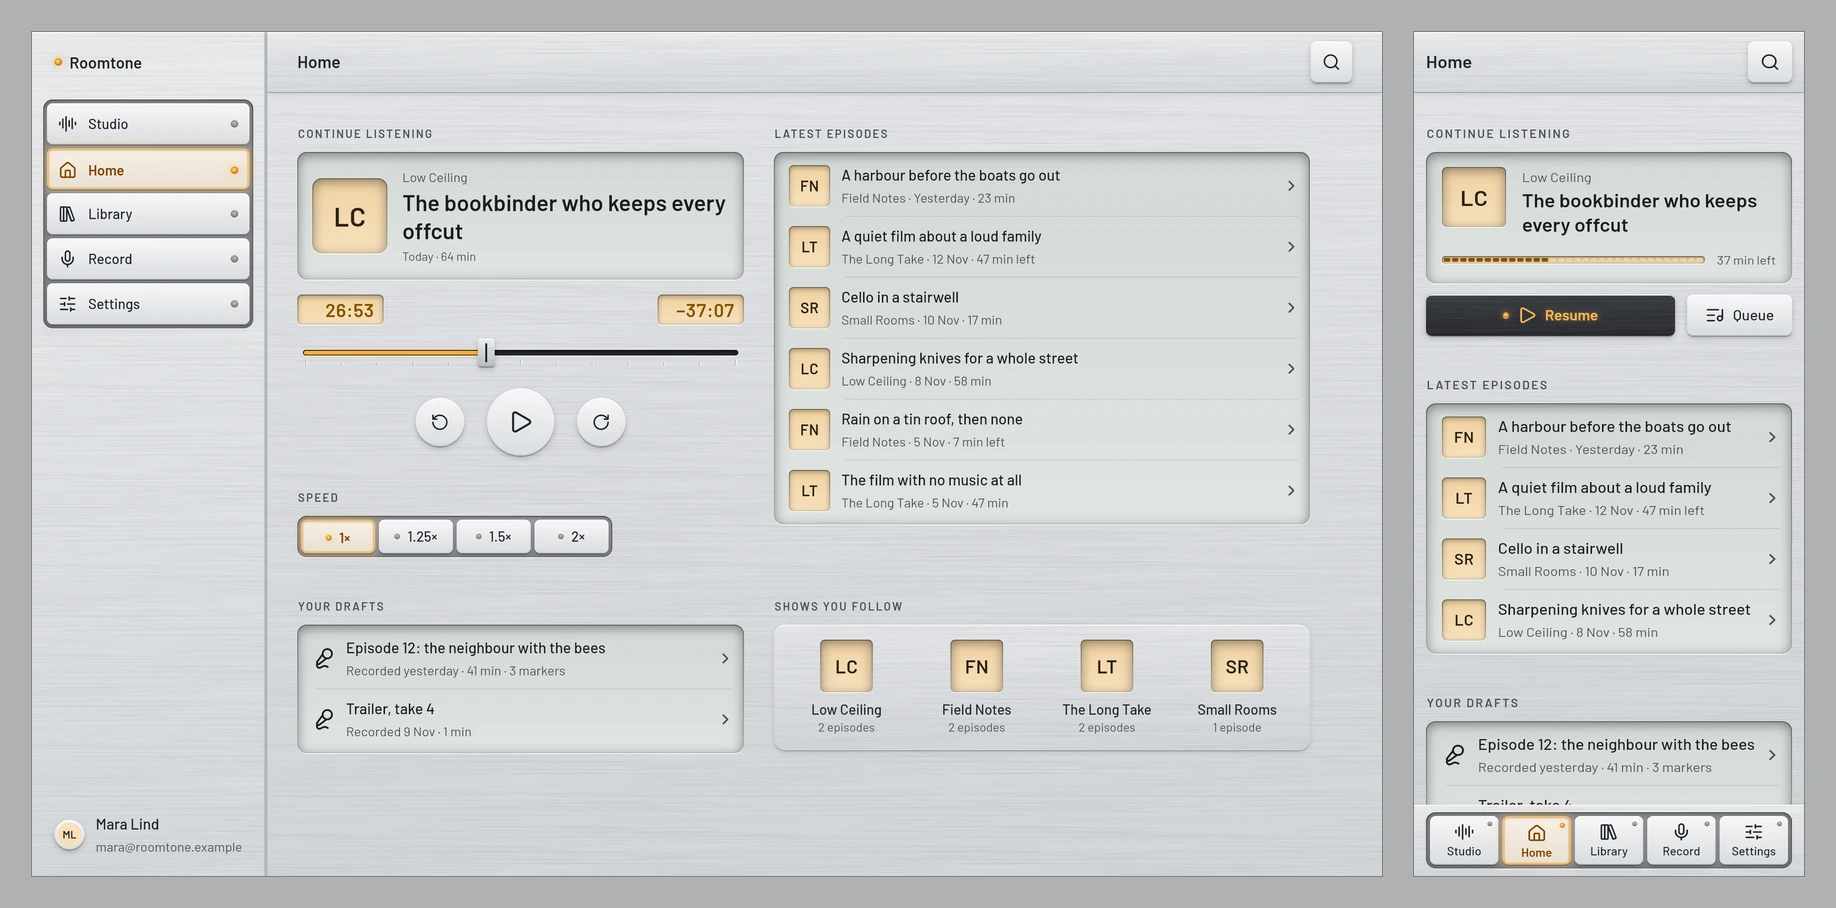 Roomtone
Studio
Home
Library
Record
Settings
ML
Mara Lind
mara@roomtone.example
Home
CONTINUE LISTENING
LC
Low Ceiling
The bookbinder who keeps every
offcut
Today · 64 min
26:53
−37:07
SPEED
1×
1.25×
1.5×
2×
YOUR DRAFTS
Episode 12: the neighbour with the bees
Recorded yesterday · 41 min · 3 markers
Trailer, take 4
Recorded 9 Nov · 1 min
LATEST EPISODES
FN
A harbour before the boats go out
Field Notes · Yesterday · 23 min
LT
A quiet film about a loud family
The Long Take · 12 Nov · 47 min left
SR
Cello in a stairwell
Small Rooms · 10 Nov · 17 min
LC
Sharpening knives for a whole street
Low Ceiling · 8 Nov · 58 min
FN
Rain on a tin roof, then none
Field Notes · 5 Nov · 7 min left
LT
The film with no music at all
The Long Take · 5 Nov · 47 min
SHOWS YOU FOLLOW
LC
Low Ceiling
2 episodes
FN
Field Notes
2 episodes
LT
The Long Take
2 episodes
SR
Small Rooms
1 episode
Home
CONTINUE LISTENING
LC
Low Ceiling
The bookbinder who keeps
every offcut
37 min left
Resume
Queue
LATEST EPISODES
FN
A harbour before the boats go out
Field Notes · Yesterday · 23 min
LT
A quiet film about a loud family
The Long Take · 12 Nov · 47 min left
SR
Cello in a stairwell
Small Rooms · 10 Nov · 17 min
LC
Sharpening knives for a whole street
Low Ceiling · 8 Nov · 58 min
YOUR DRAFTS
Episode 12: the neighbour with the bees
Recorded yesterday · 41 min · 3 markers
Trailer, take 4
Studio
Home
Library
Record
Settings